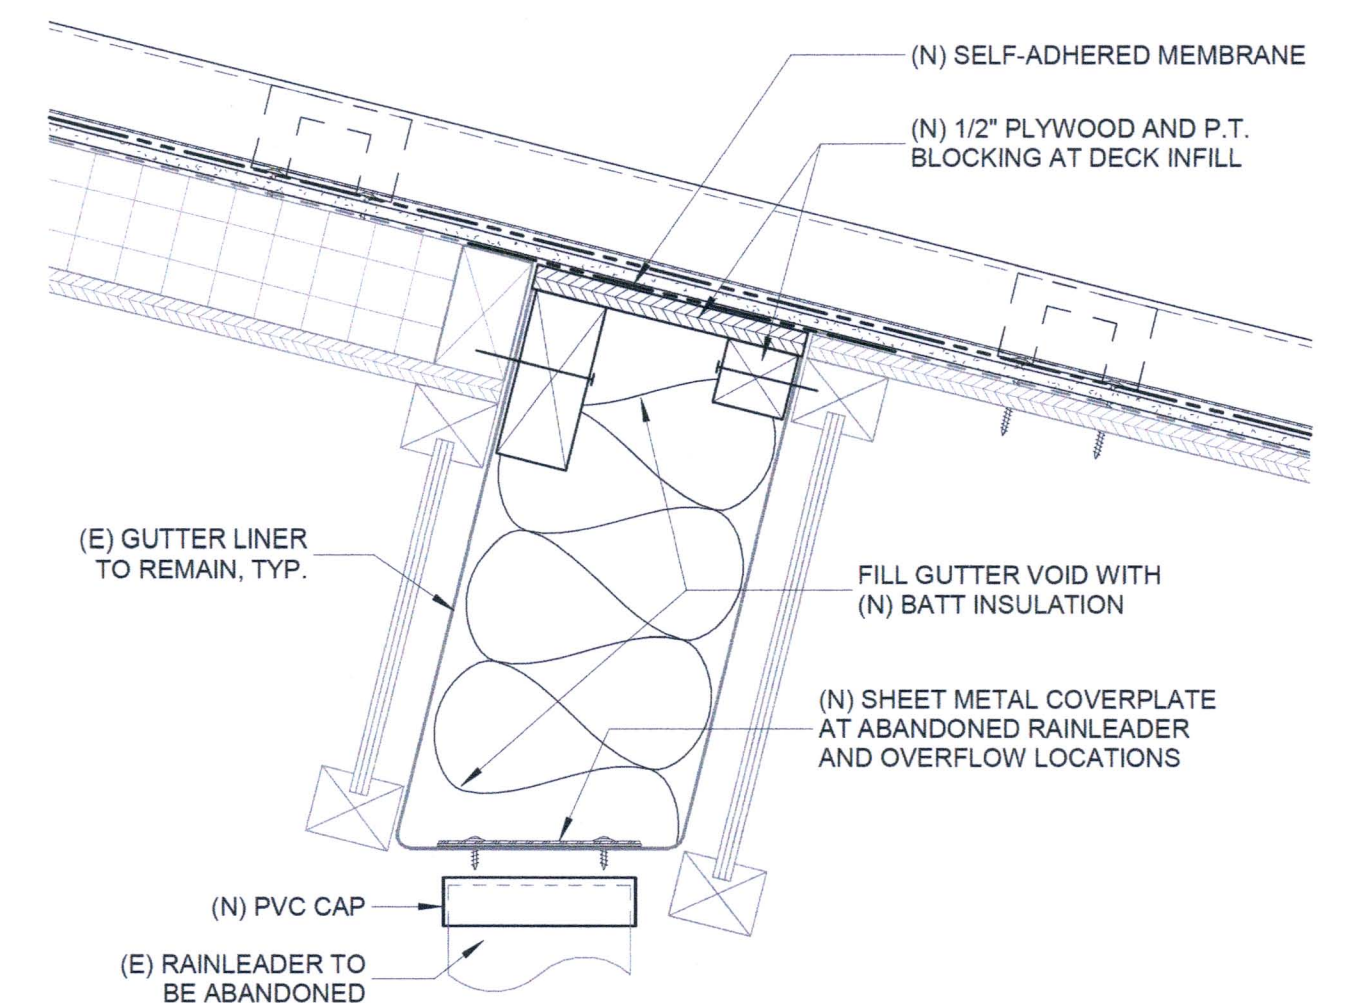 (N) SELF-ADHERED MEMBRANE
(N) 1/2" PLYWOOD AND P.T.
BLOCKING AT DECK INFILL
(E) GUTTER LINER
TO REMAIN, TYP.
FILL GUTTER VOID WITH
(N) BATT INSULATION
(N) SHEET METAL COVERPLATE
AT ABANDONED RAINLEADER
AND OVERFLOW LOCATIONS
(N) PVC CAP
(E) RAINLEADER TO
BE ABANDONED